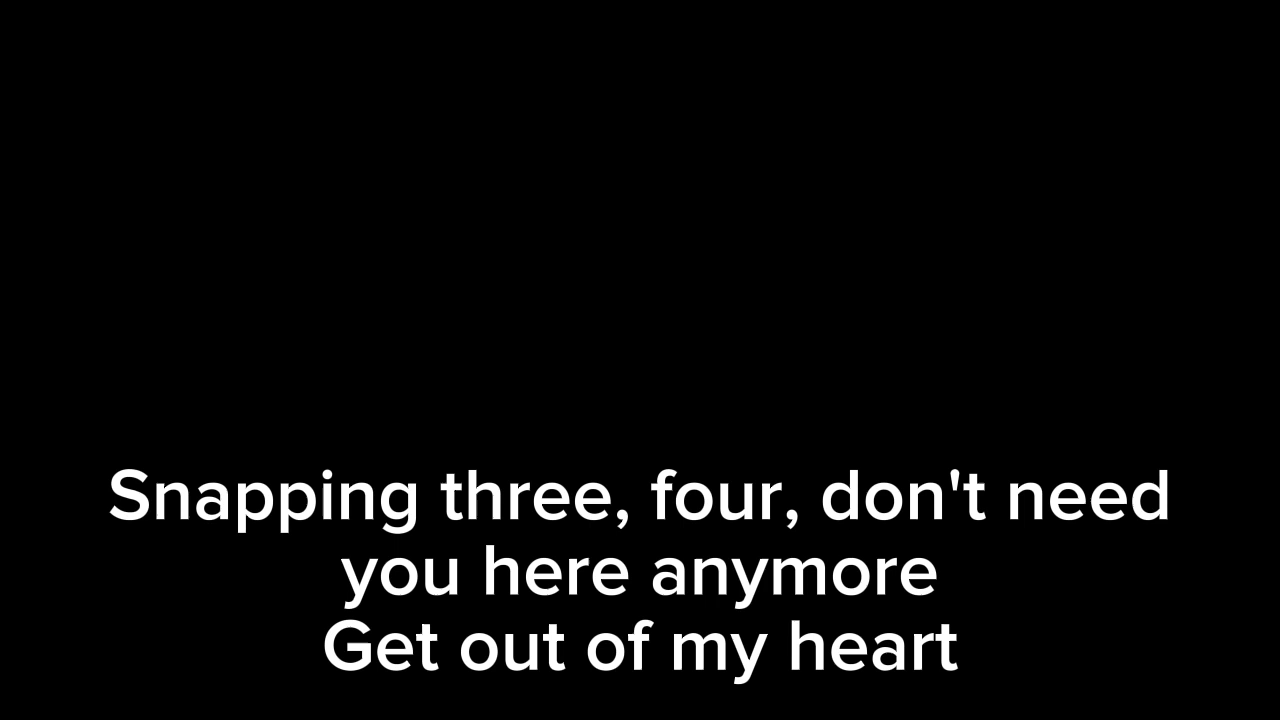 Snapping three, four, don't need
you here anymore
Get out of my heart